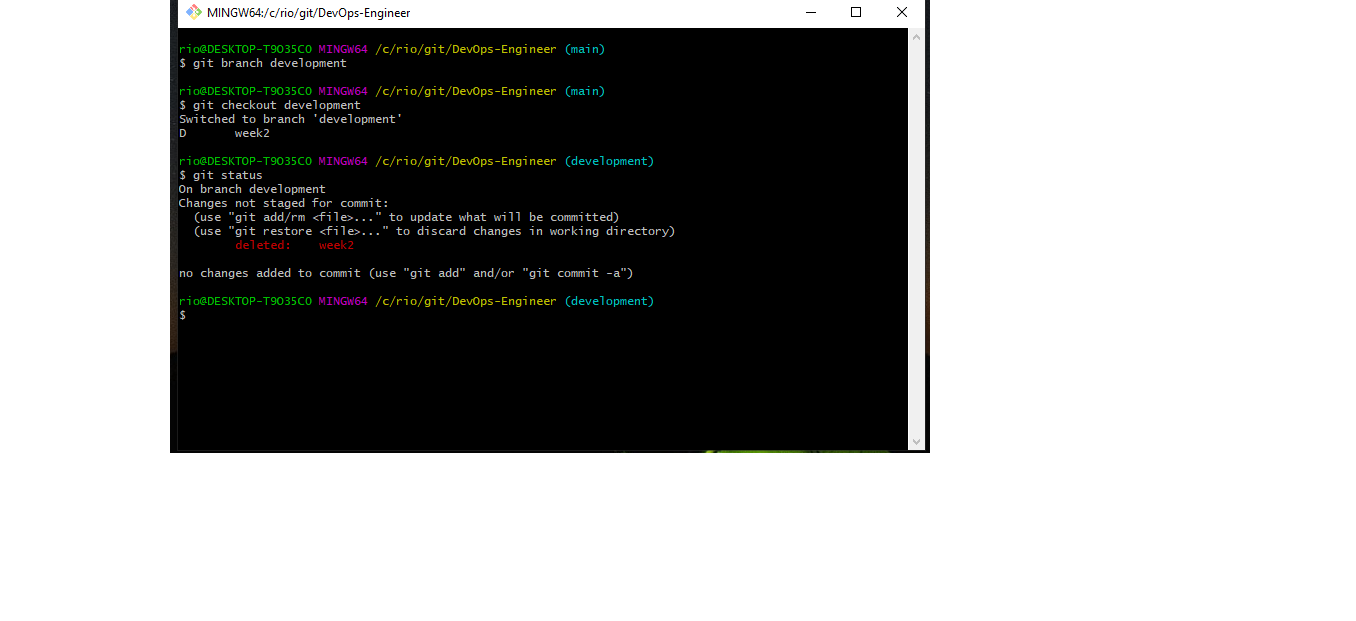 MINGW64:/c/rio/git/DevOps-Engineer
rio@DESKTOP-T9O35CO MINGW64 /c/rio/git/DevOps-Engineer (main)
$ git branch development
rio@DESKTOP-T9O35CO MINGW64 /c/rio/git/DevOps-Engineer (main)
$ git checkout development
Switched to branch 'development'
D       week2
rio@DESKTOP-T9O35CO MINGW64 /c/rio/git/DevOps-Engineer (development)
$ git status
On branch development
Changes not staged for commit:
  (use "git add/rm <file>..." to update what will be committed)
  (use "git restore <file>..." to discard changes in working directory)
        deleted:    week2
no changes added to commit (use "git add" and/or "git commit -a")
rio@DESKTOP-T9O35CO MINGW64 /c/rio/git/DevOps-Engineer (development)
$